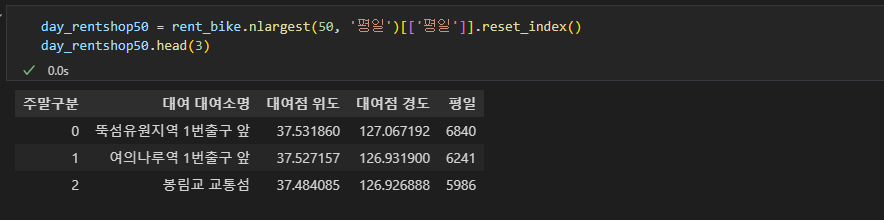 day_rentshop50 = rent_bike.nlargest(50, '평일')[['평일']].reset_index()
day_rentshop50.head(3)
0.0s
주말구분 대여 대여소명 대여점 위도 대여점 경도 평일
0 뚝섬유원지역 1번출구 앞 37.531860 127.067192 6840
1 여의나루역 1번출구 앞 37.527157 126.931900 6241
2 봉림교 교통섬 37.484085 126.926888 5986